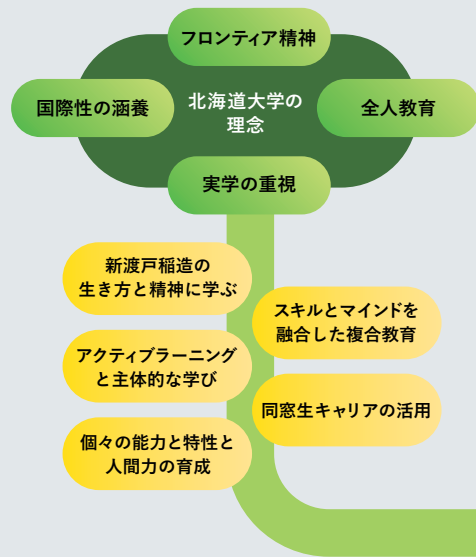 フロンティア精神
国際性の涵養
北海道大学の
理念
全人教育
実学の重視
新渡戸稲造の
生き方と精神に学ぶ
スキルとマインドを
融合した複合教育
アクティブラーニング
と主体的な学び
同窓生キャリアの活用
個々の能力と特性と
人間力の育成